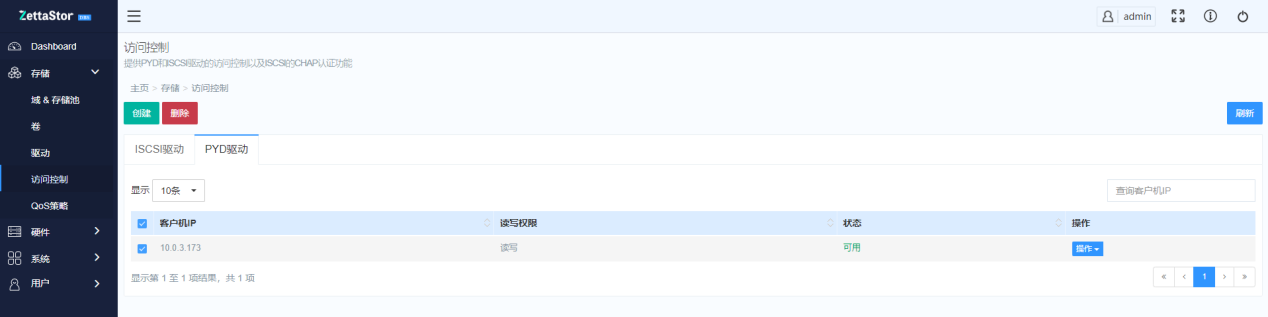 ZettaStor
admin
Dashboard
存储
域 & 存储池
卷
驱动
访问控制
QoS策略
硬件
系统
用户
访问控制
提供PYD和ISCSI驱动的访问控制以及ISCSI的CHAP认证功能
主页 > 存储 > 访问控制
创建 删除 刷新
ISCSI驱动 PYD驱动
显示 10条 查询客户机IP
客户机IP 读写权限 状态 操作
10.0.3.173 读写 可用 操作
显示第 1 至 1 项结果，共 1 项
« ‹ 1 › »